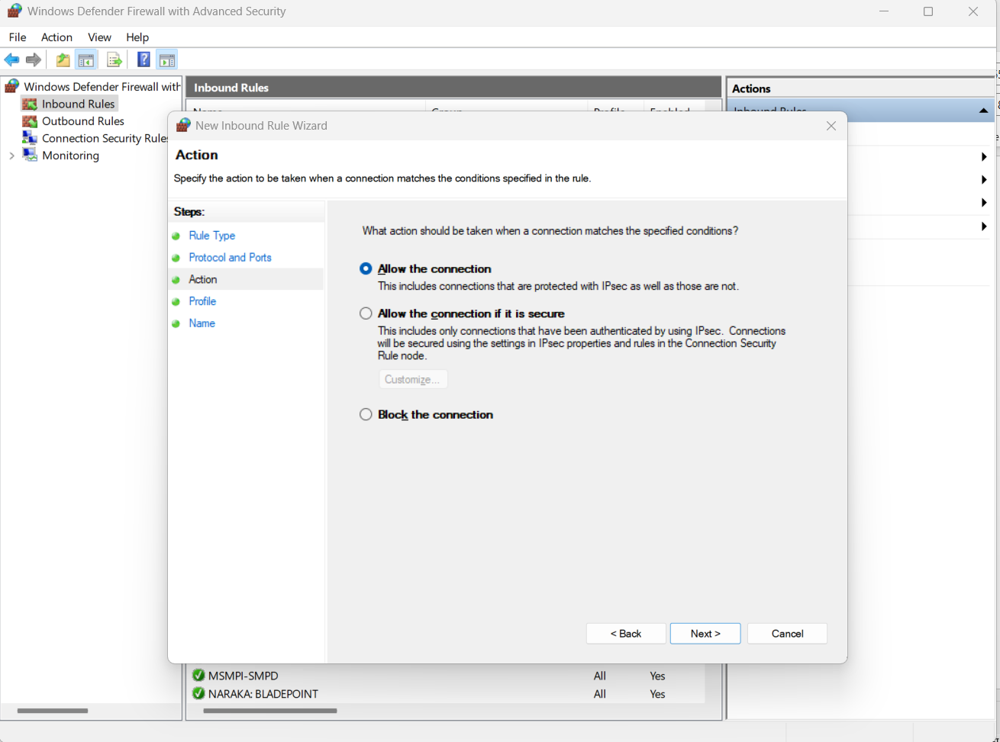 Windows Defender Firewall with Advanced Security
File Action View Help
Windows Defender Firewall with
Inbound Rules
Outbound Rules
Connection Security Rules
Monitoring
Inbound Rules
Name Group Profile Enabled
Actions
Inbound Rules
New Inbound Rule Wizard
Action
Specify the action to be taken when a connection matches the conditions specified in the rule.
Steps:
Rule Type
Protocol and Ports
Action
Profile
Name
What action should be taken when a connection matches the specified conditions?
Allow the connection
This includes connections that are protected with IPsec as well as those are not.
Allow the connection if it is secure
This includes only connections that have been authenticated by using IPsec. Connections
will be secured using the settings in IPsec properties and rules in the Connection Security
Rule node.
Customize...
Block the connection
< Back Next > Cancel
MSMPI-SMPD All Yes
NARAKA: BLADEPOINT All Yes